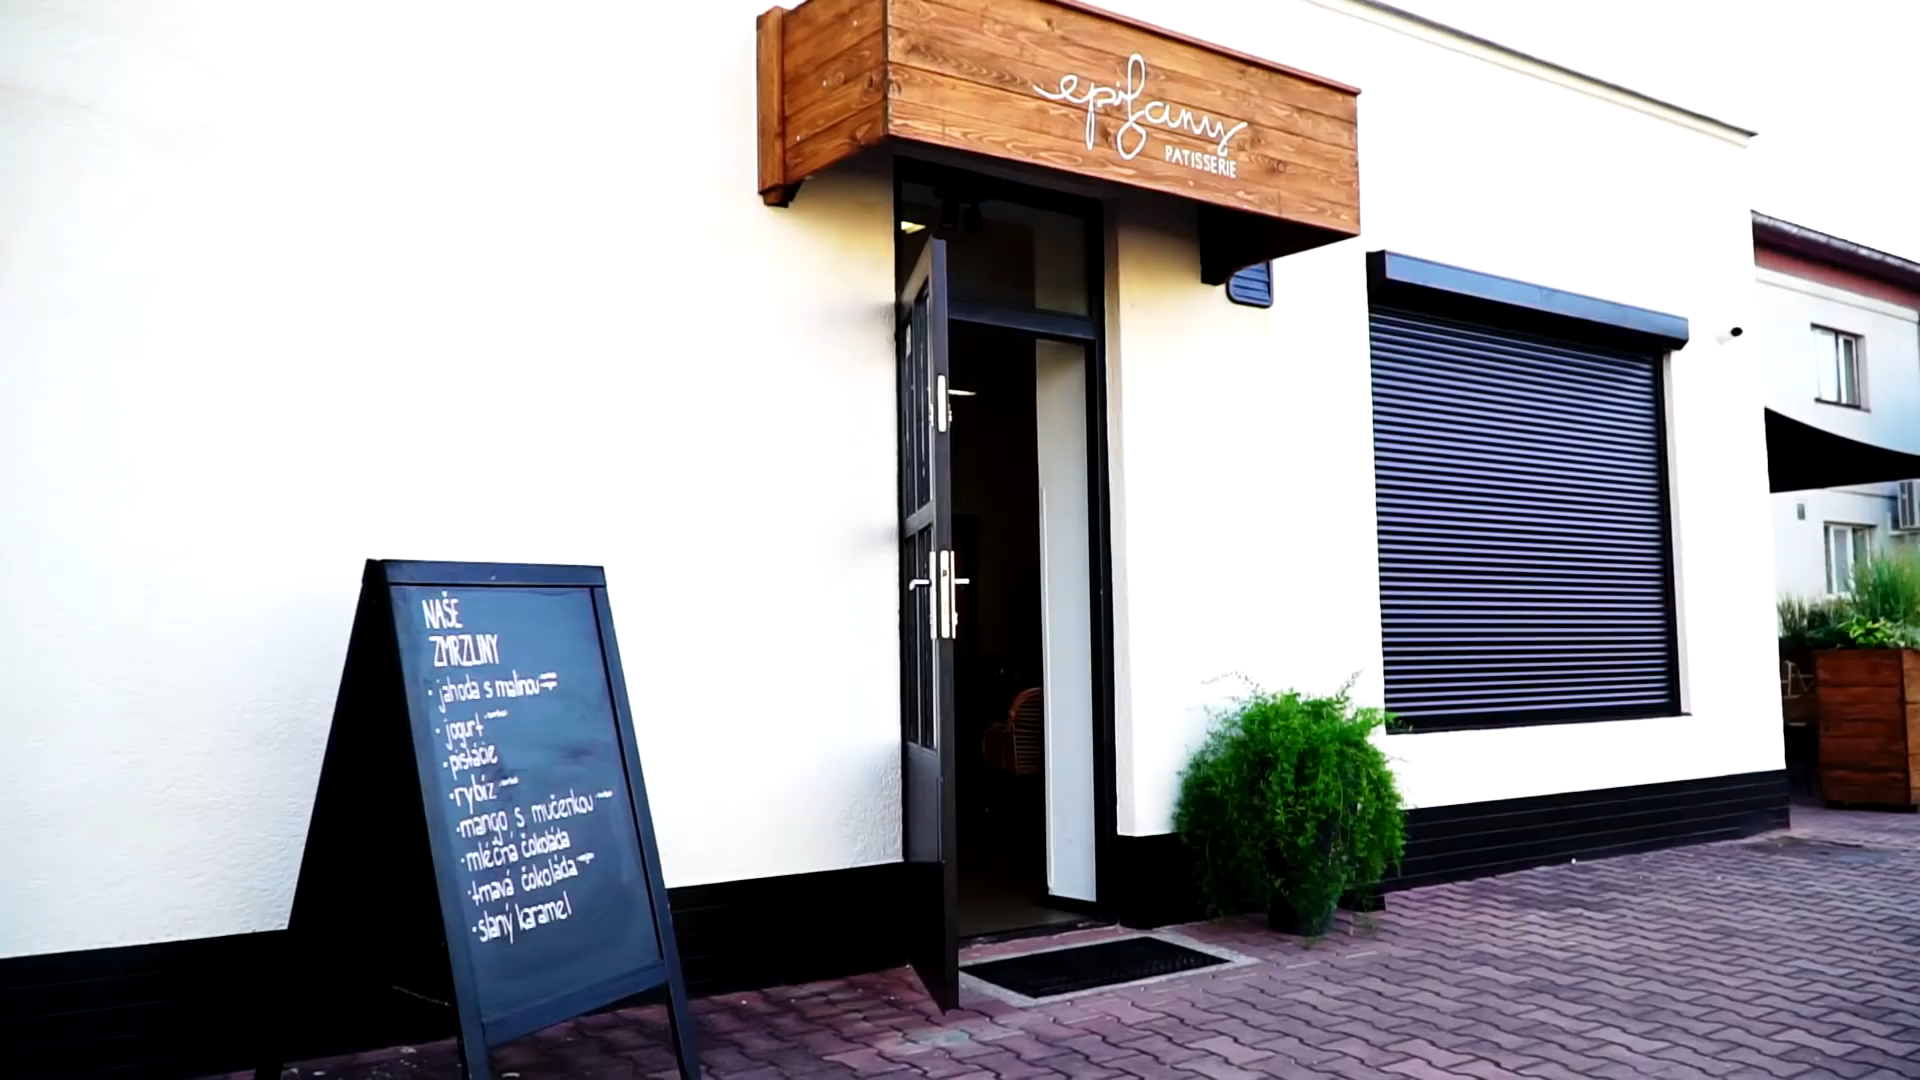 epifany
PATISSERIE
NAŠE
ZMRZLINY
• jahoda s malinou
• jogurt
• pistácie
• rybíz
• mango s mučenkou
• mléčná čokoláda
• tmavá čokoláda
• slaný karamel